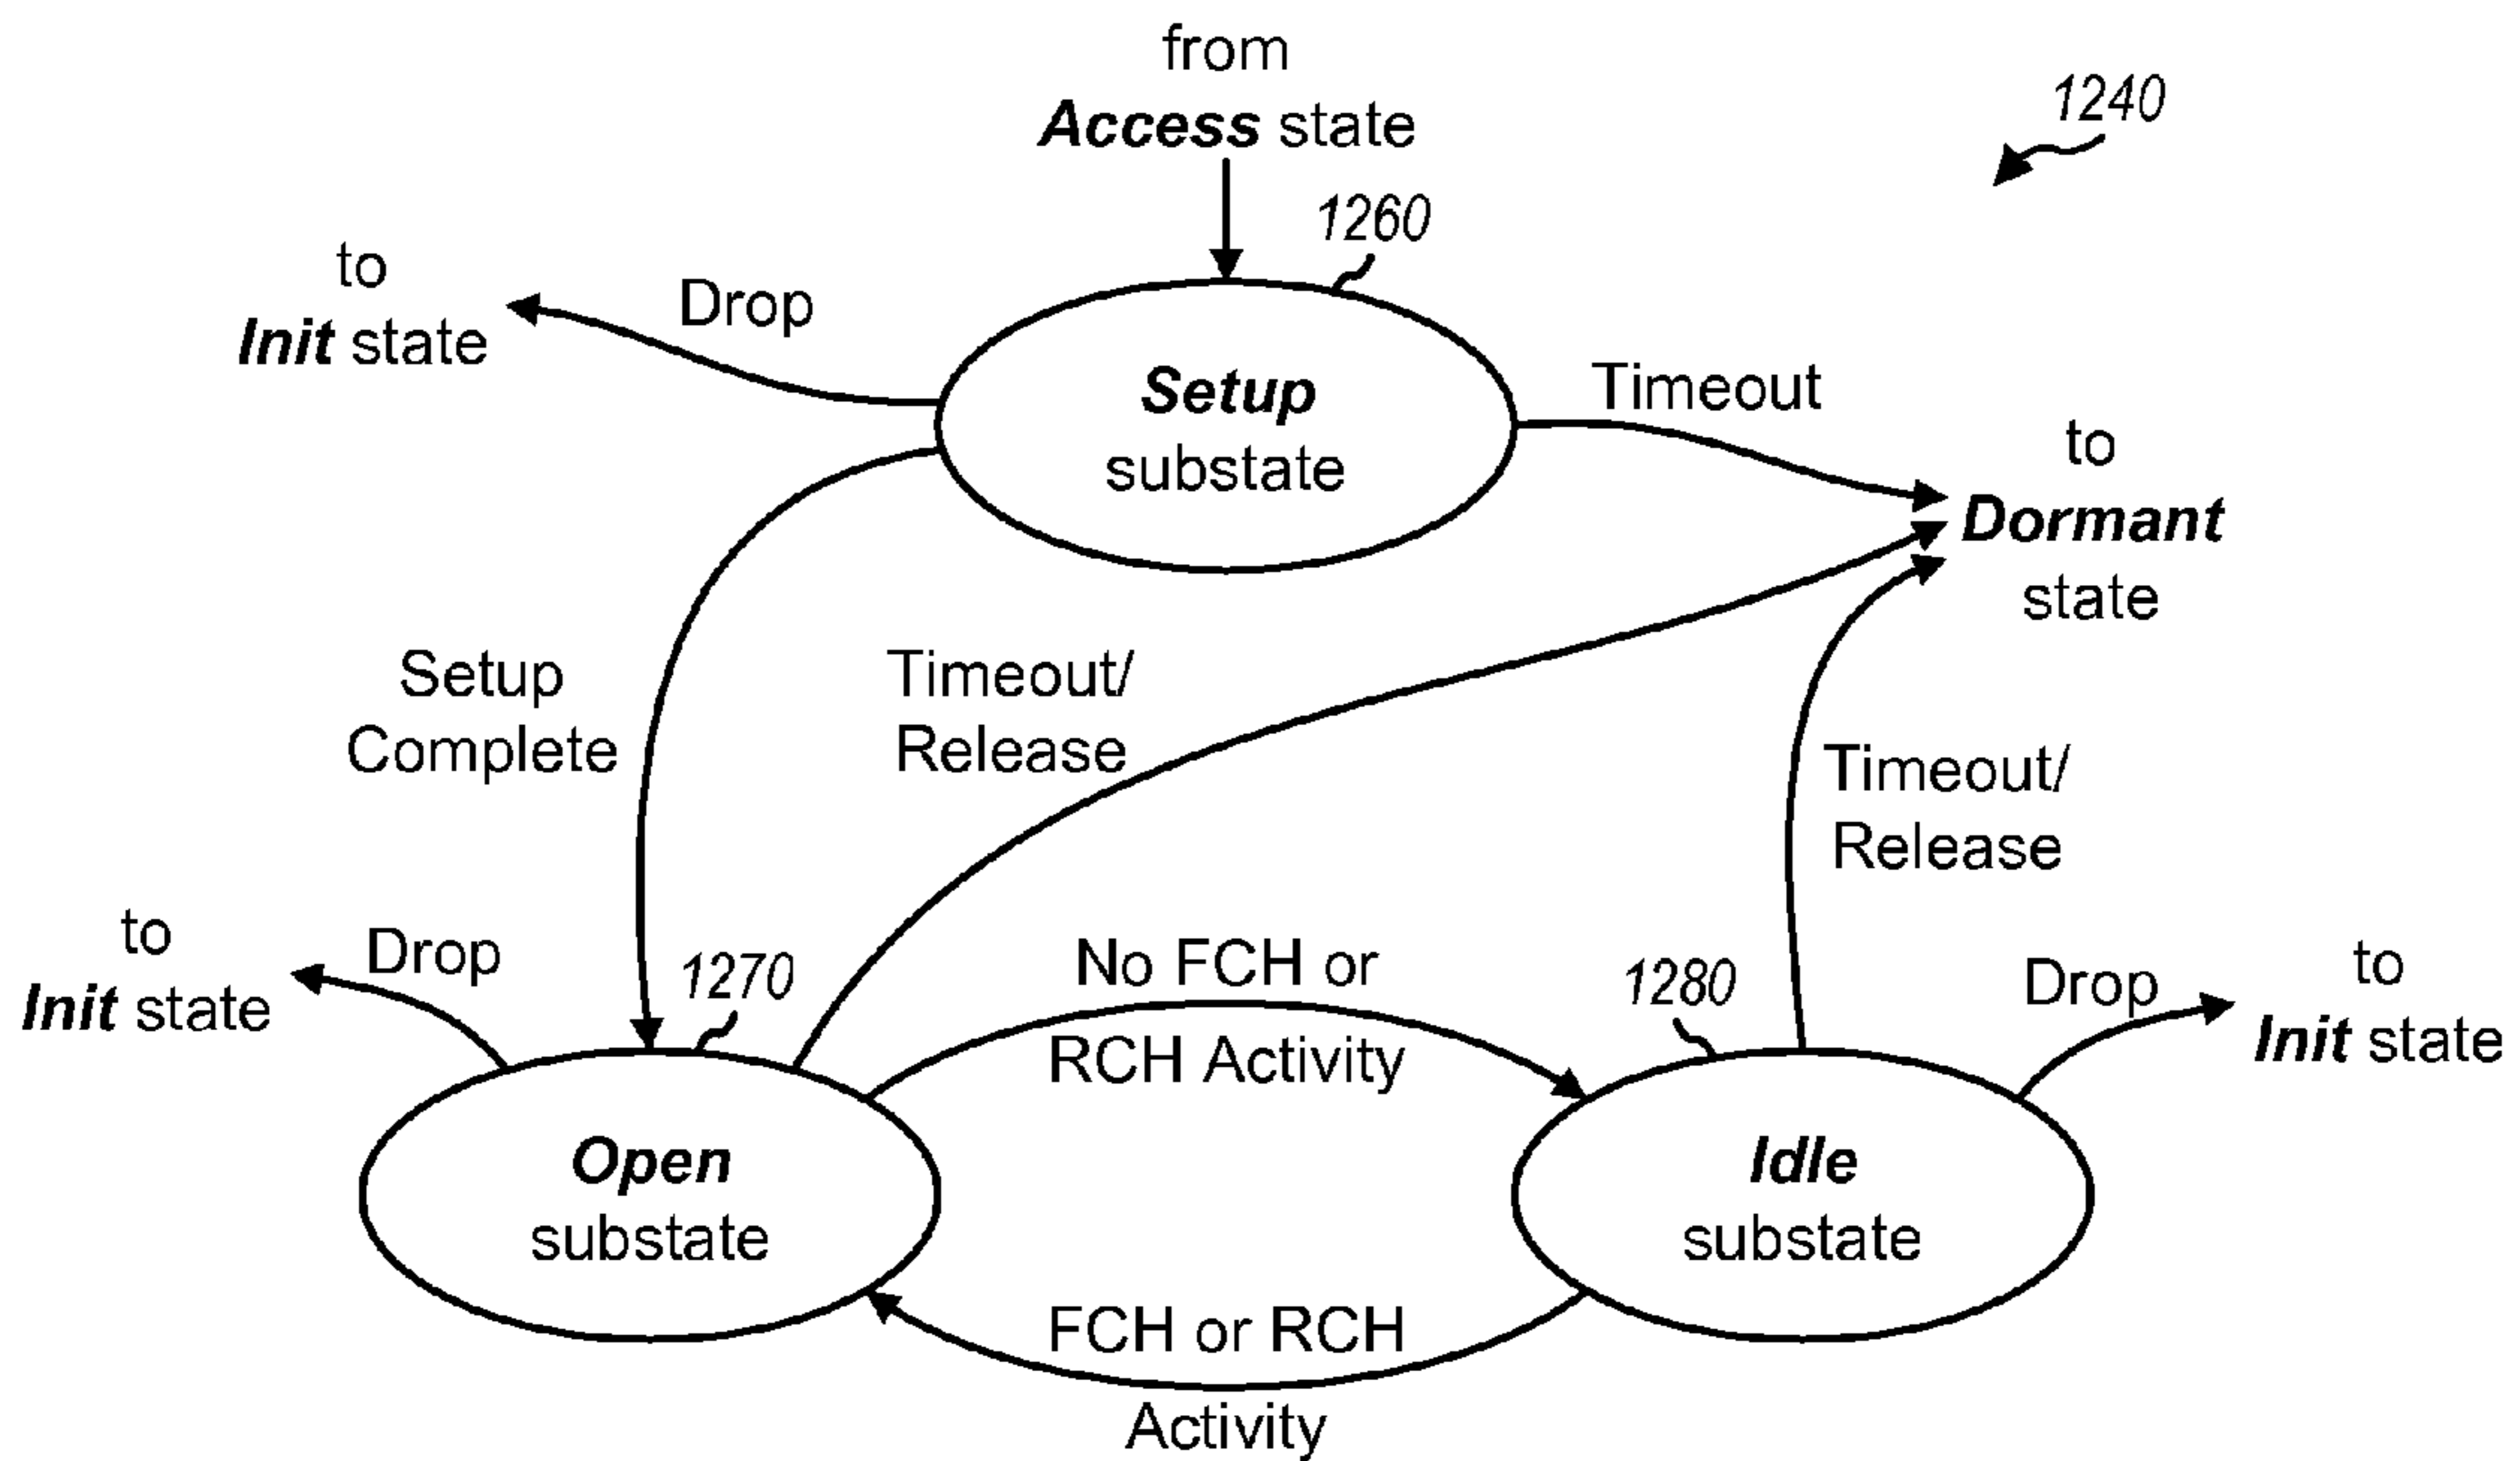 from
Access state
1240
1260
to
Init state
Drop
Setup
substate
Timeout
to
Dormant
state
Setup
Complete
Timeout/
Release
Timeout/
Release
to
Init state
Drop
1270
No FCH or
RCH Activity
1280
Drop
to
Init state
Open
substate
Idle
substate
FCH or RCH
Activity